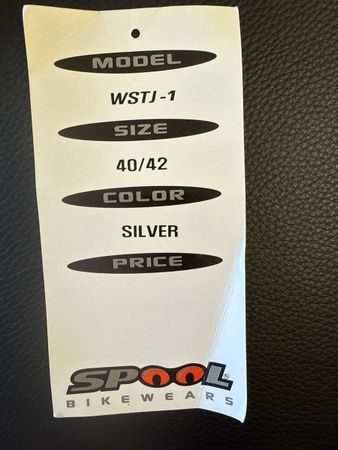 MODEL
WSTJ-1
SIZE
40/42
COLOR
SILVER
PRICE
SPOOL®
BIKEWEARS